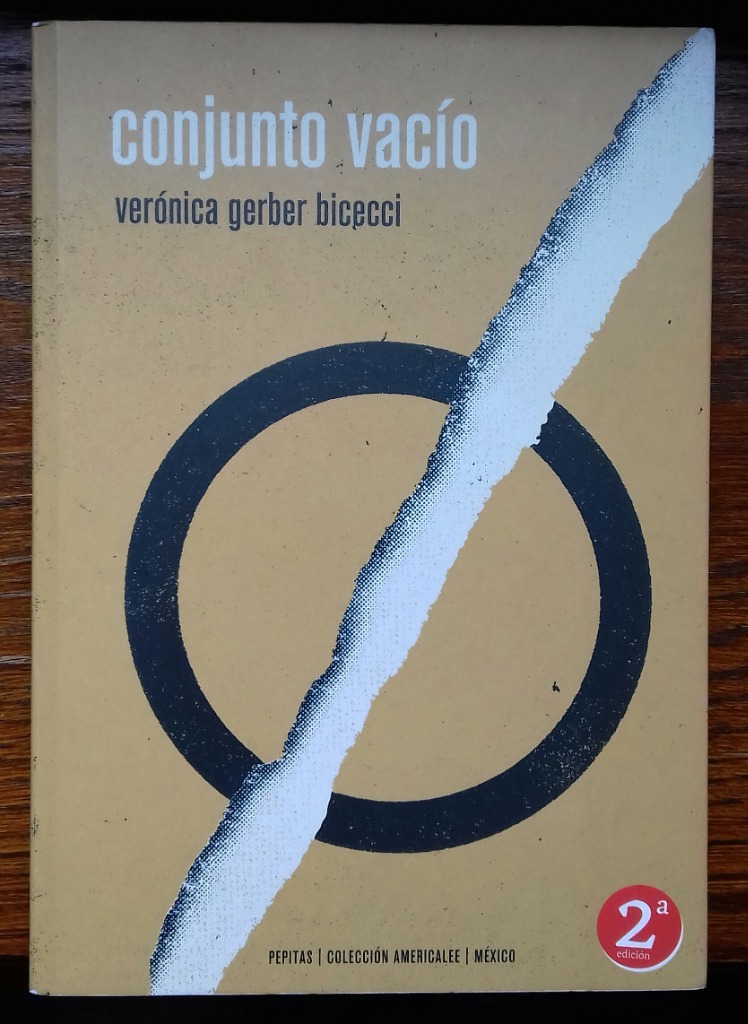 conjunto vacío
verónica gerber bicecci
PEPITAS | COLECCIÓN AMERICALEE | MÉXICO
2ª
edición